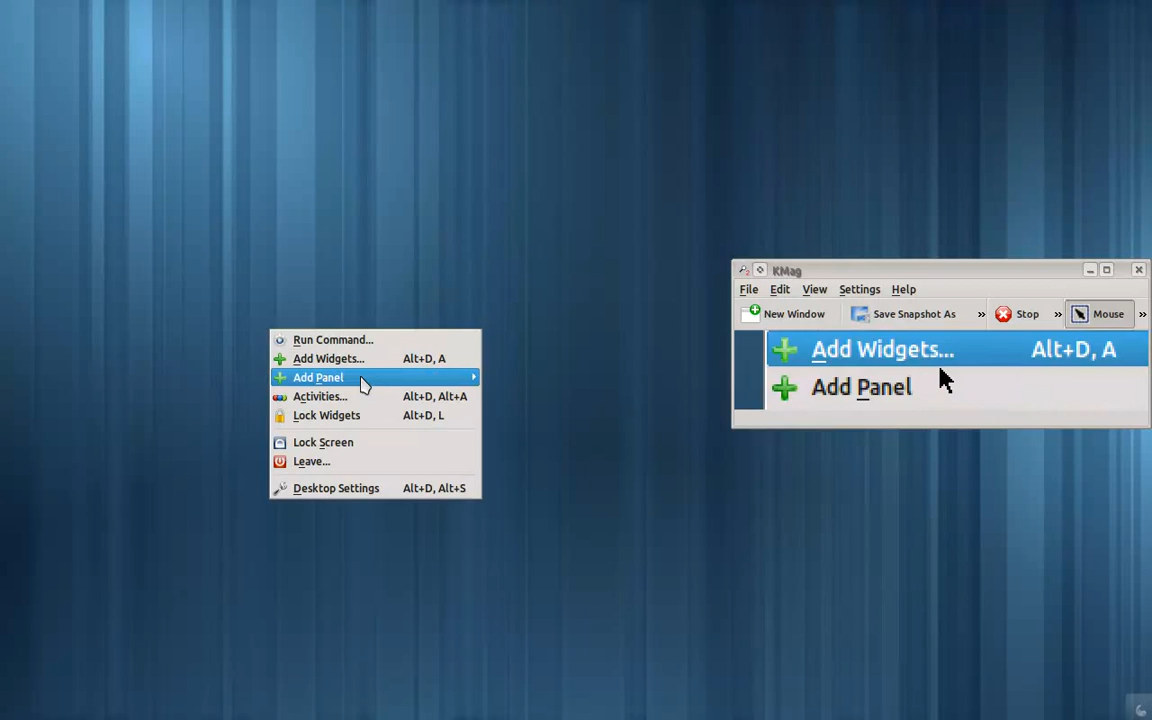 Run Command...
Add Widgets... Alt+D, A
Add Panel
Activities... Alt+D, Alt+A
Lock Widgets Alt+D, L
Lock Screen
Leave...
Desktop Settings Alt+D, Alt+S
KMag
File Edit View Settings Help
New Window Save Snapshot As » Stop » Mouse »
Add Widgets... Alt+D, A
Add Panel